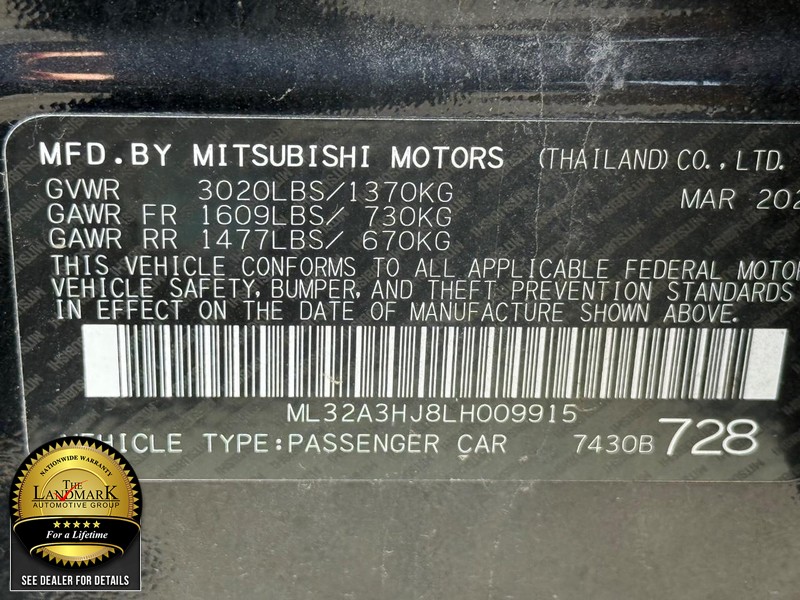 MFD.BY MITSUBISHI MOTORS (THAILAND) CO., LTD.
GVWR 3020LBS/1370KG MAR 202
GAWR FR 1609LBS/ 730KG
GAWR RR 1477LBS/ 670KG
THIS VEHICLE CONFORMS TO ALL APPLICABLE FEDERAL MOTOR
VEHICLE SAFETY, BUMPER, AND THEFT PREVENTION STANDARDS
IN EFFECT ON THE DATE OF MANUFACTURE SHOWN ABOVE.
ML32A3HJ8LH009915
VEHICLE TYPE:PASSENGER CAR 7430B 728
NATIONWIDE WARRANTY
THE
LANDMARK
AUTOMOTIVE GROUP
For a Lifetime
SEE DEALER FOR DETAILS